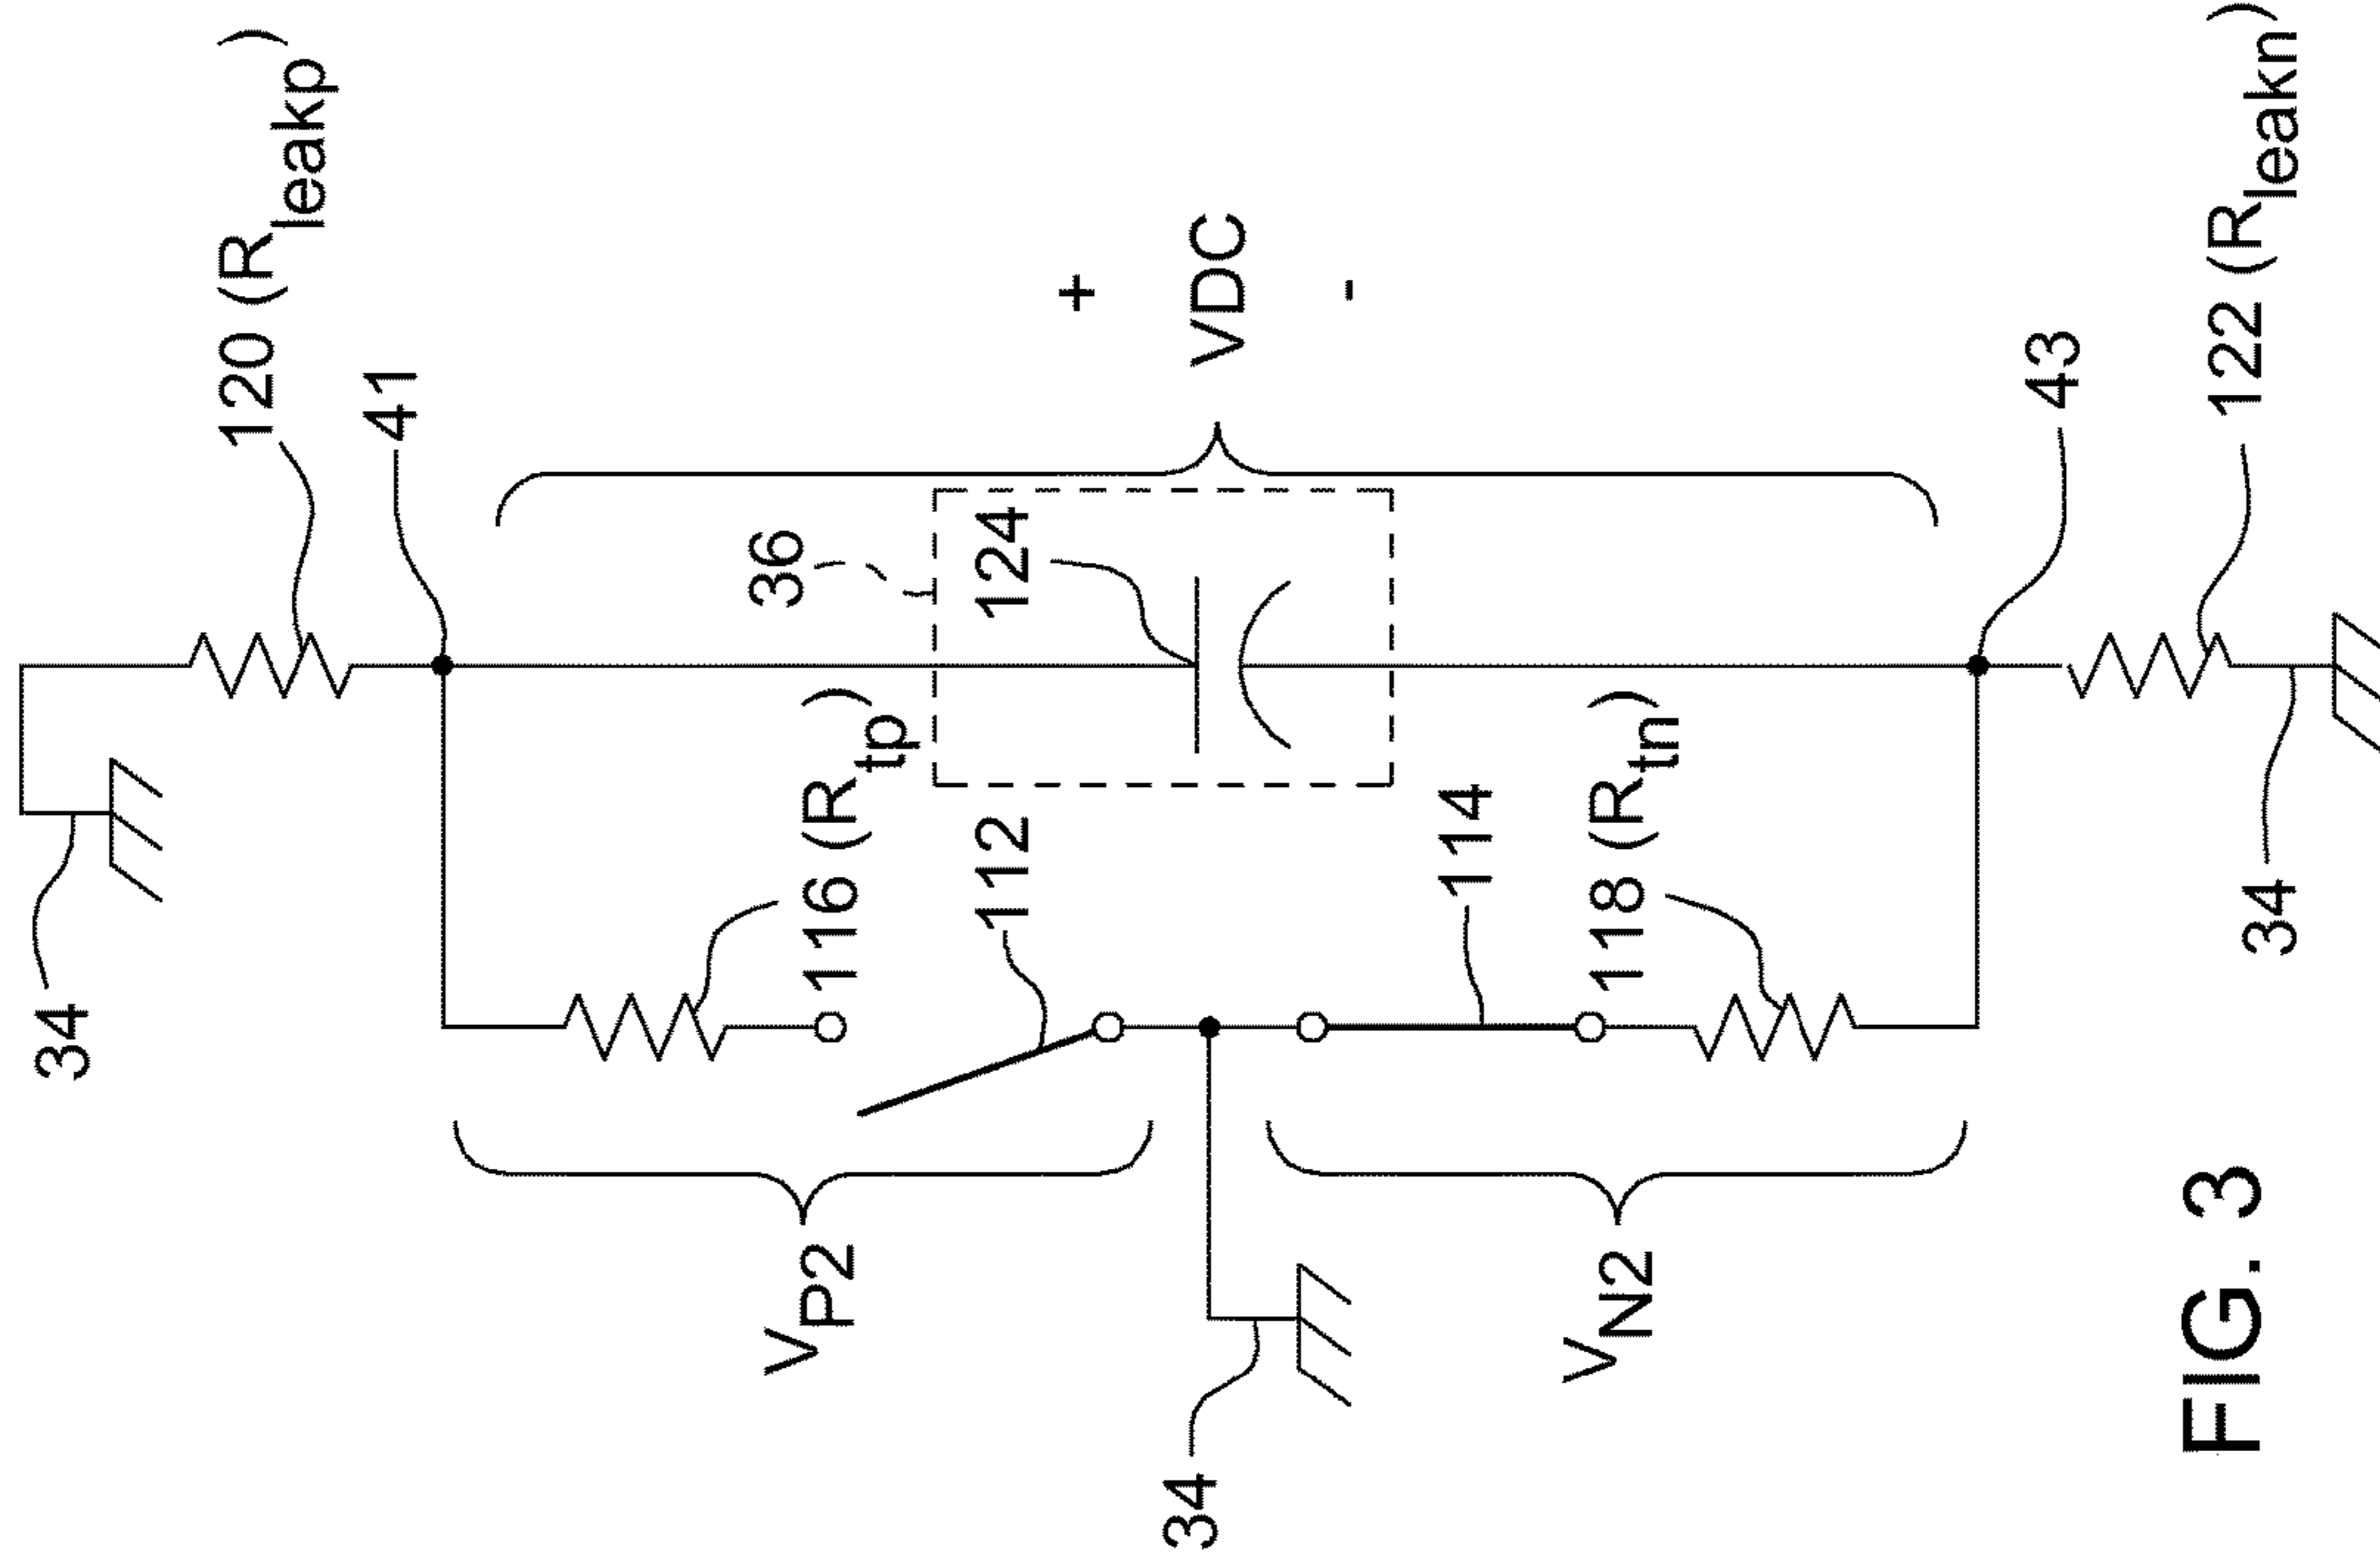 34
120 (Rleakp)
41
36
124
116 (Rtp)
112
+
VDC
-
VP2
114
118 (Rtn)
VN2
34
43
122 (Rleakn)
34
FIG. 3